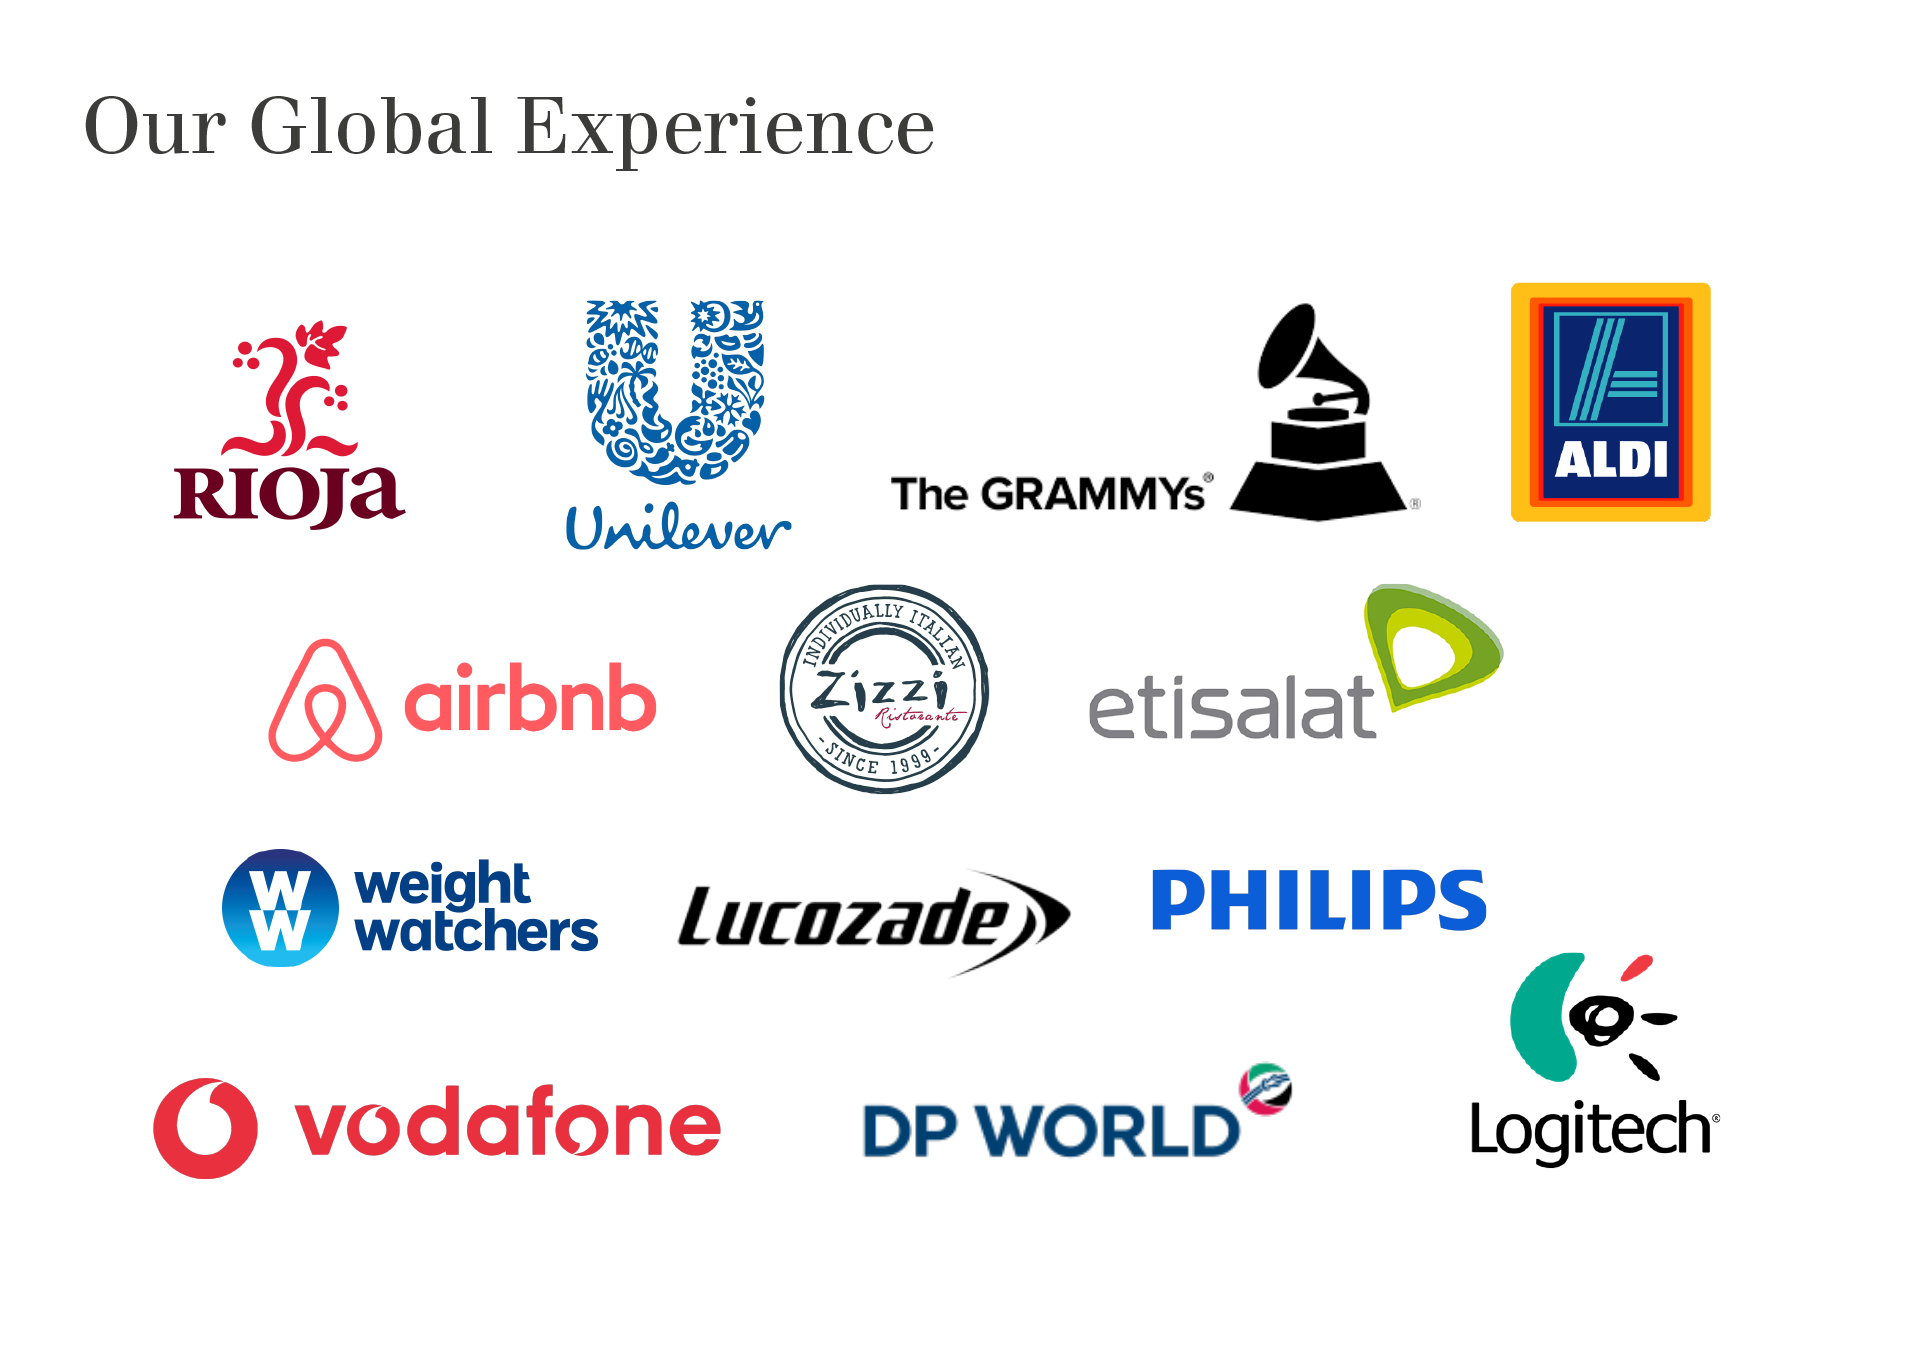 Our Global Experience
RIOJa
Unilever
The GRAMMYs®
®
ALDI
airbnb
INDIVIDUALLY ITALIAN
Zizzi
Ristorante
- SINCE 1999 -
etisalat
W
W
weight
watchers
Lucozade
PHILIPS
vodafone
DP WORLD
Logitech®